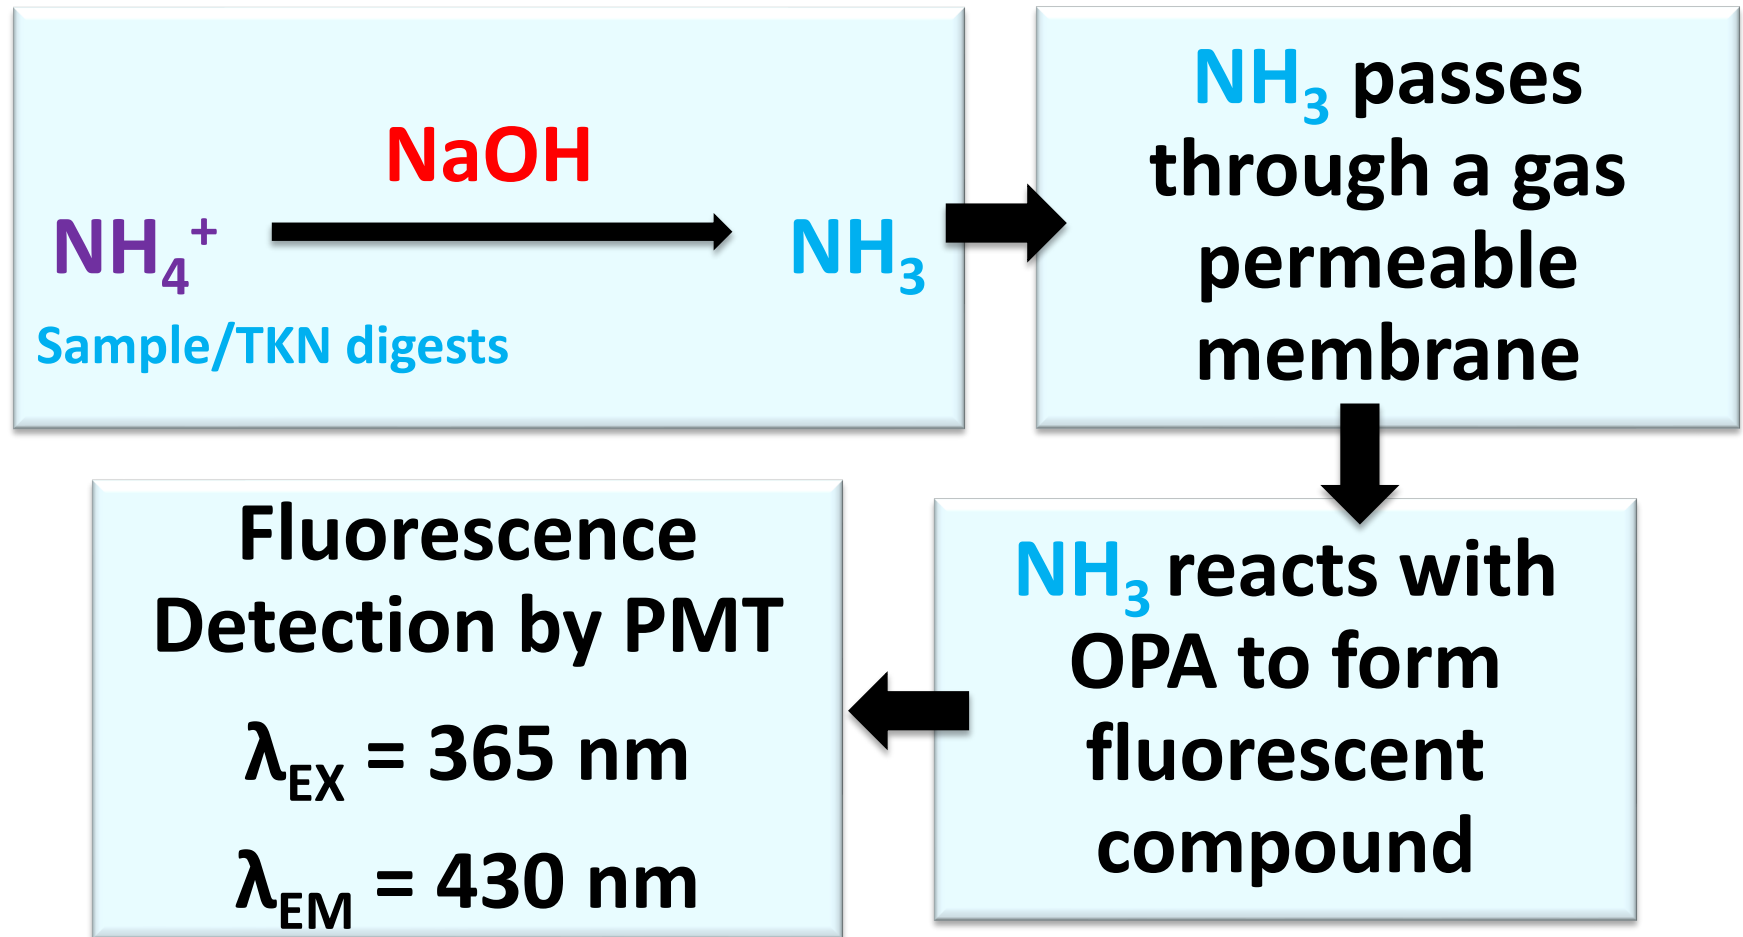 NaOH
NH₄⁺
NH₃
Sample/TKN digests
NH₃ passes
through a gas
permeable
membrane
NH₃ reacts with
OPA to form
fluorescent
compound
Fluorescence
Detection by PMT
λEX = 365 nm
λEM = 430 nm